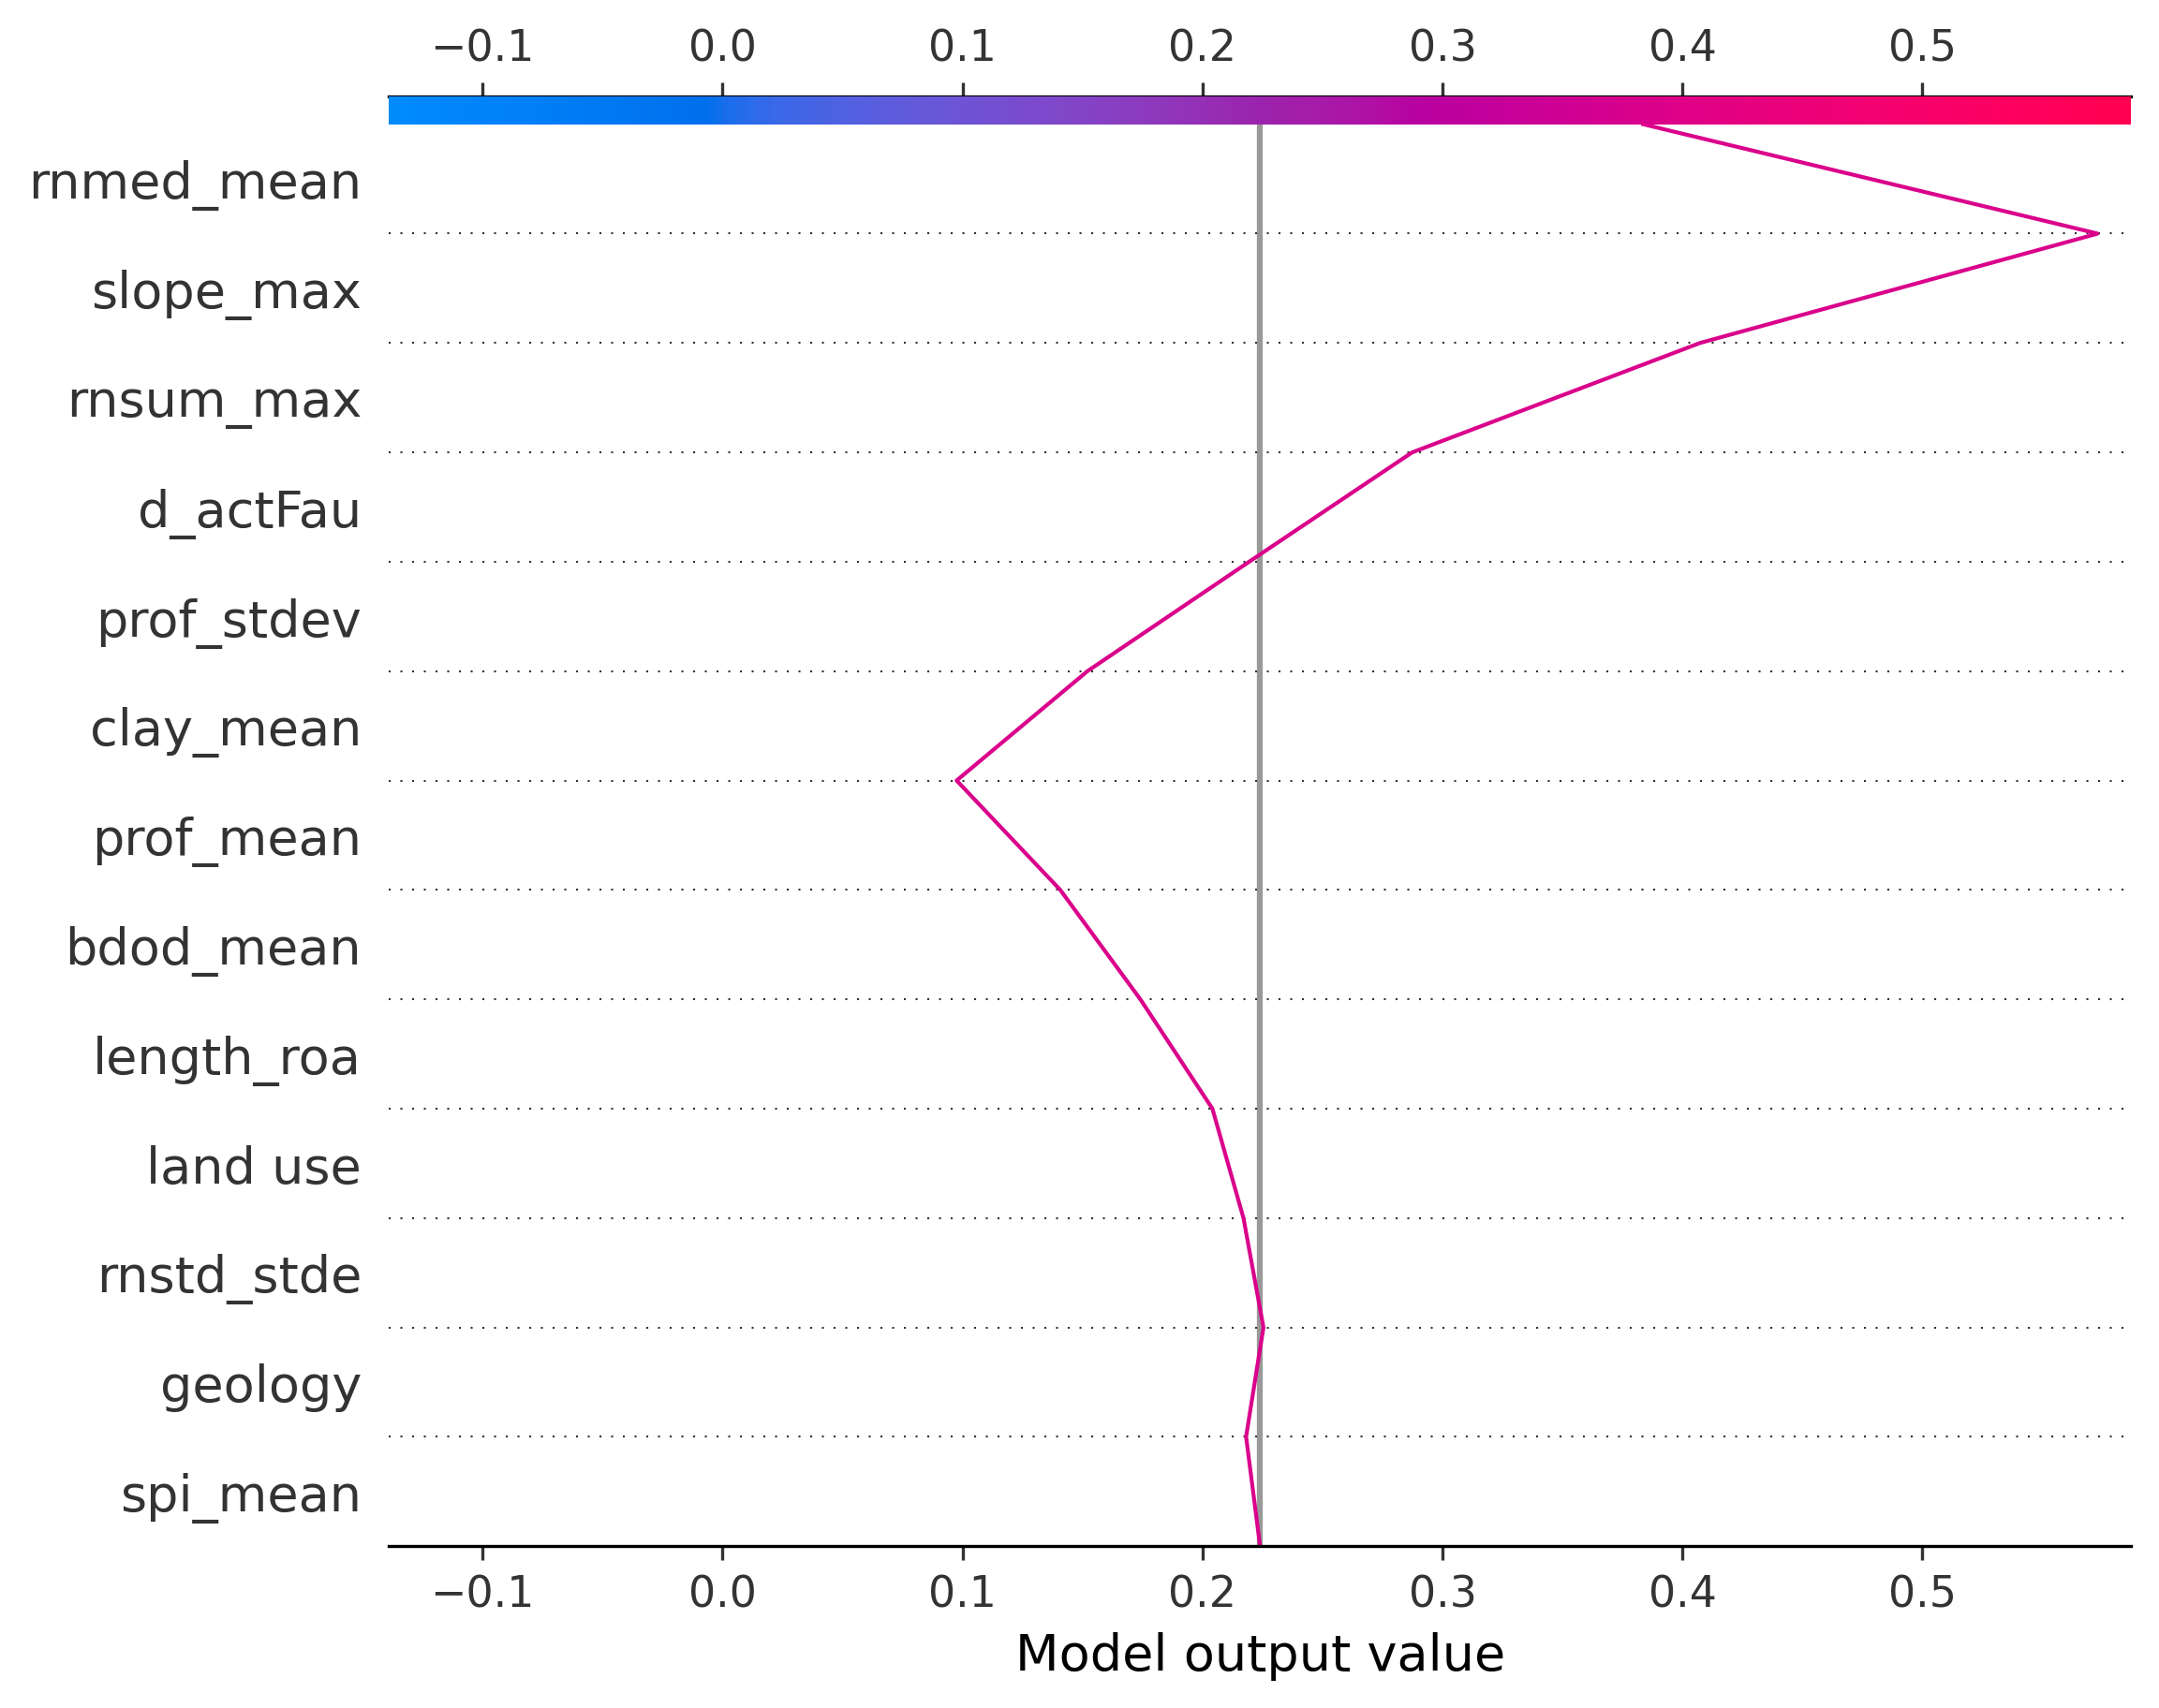 −0.1 0.0 0.1 0.2 0.3 0.4 0.5
rnmed_mean
slope_max
rnsum_max
d_actFau
prof_stdev
clay_mean
prof_mean
bdod_mean
length_roa
land use
rnstd_stde
geology
spi_mean
−0.1 0.0 0.1 0.2 0.3 0.4 0.5
Model output value